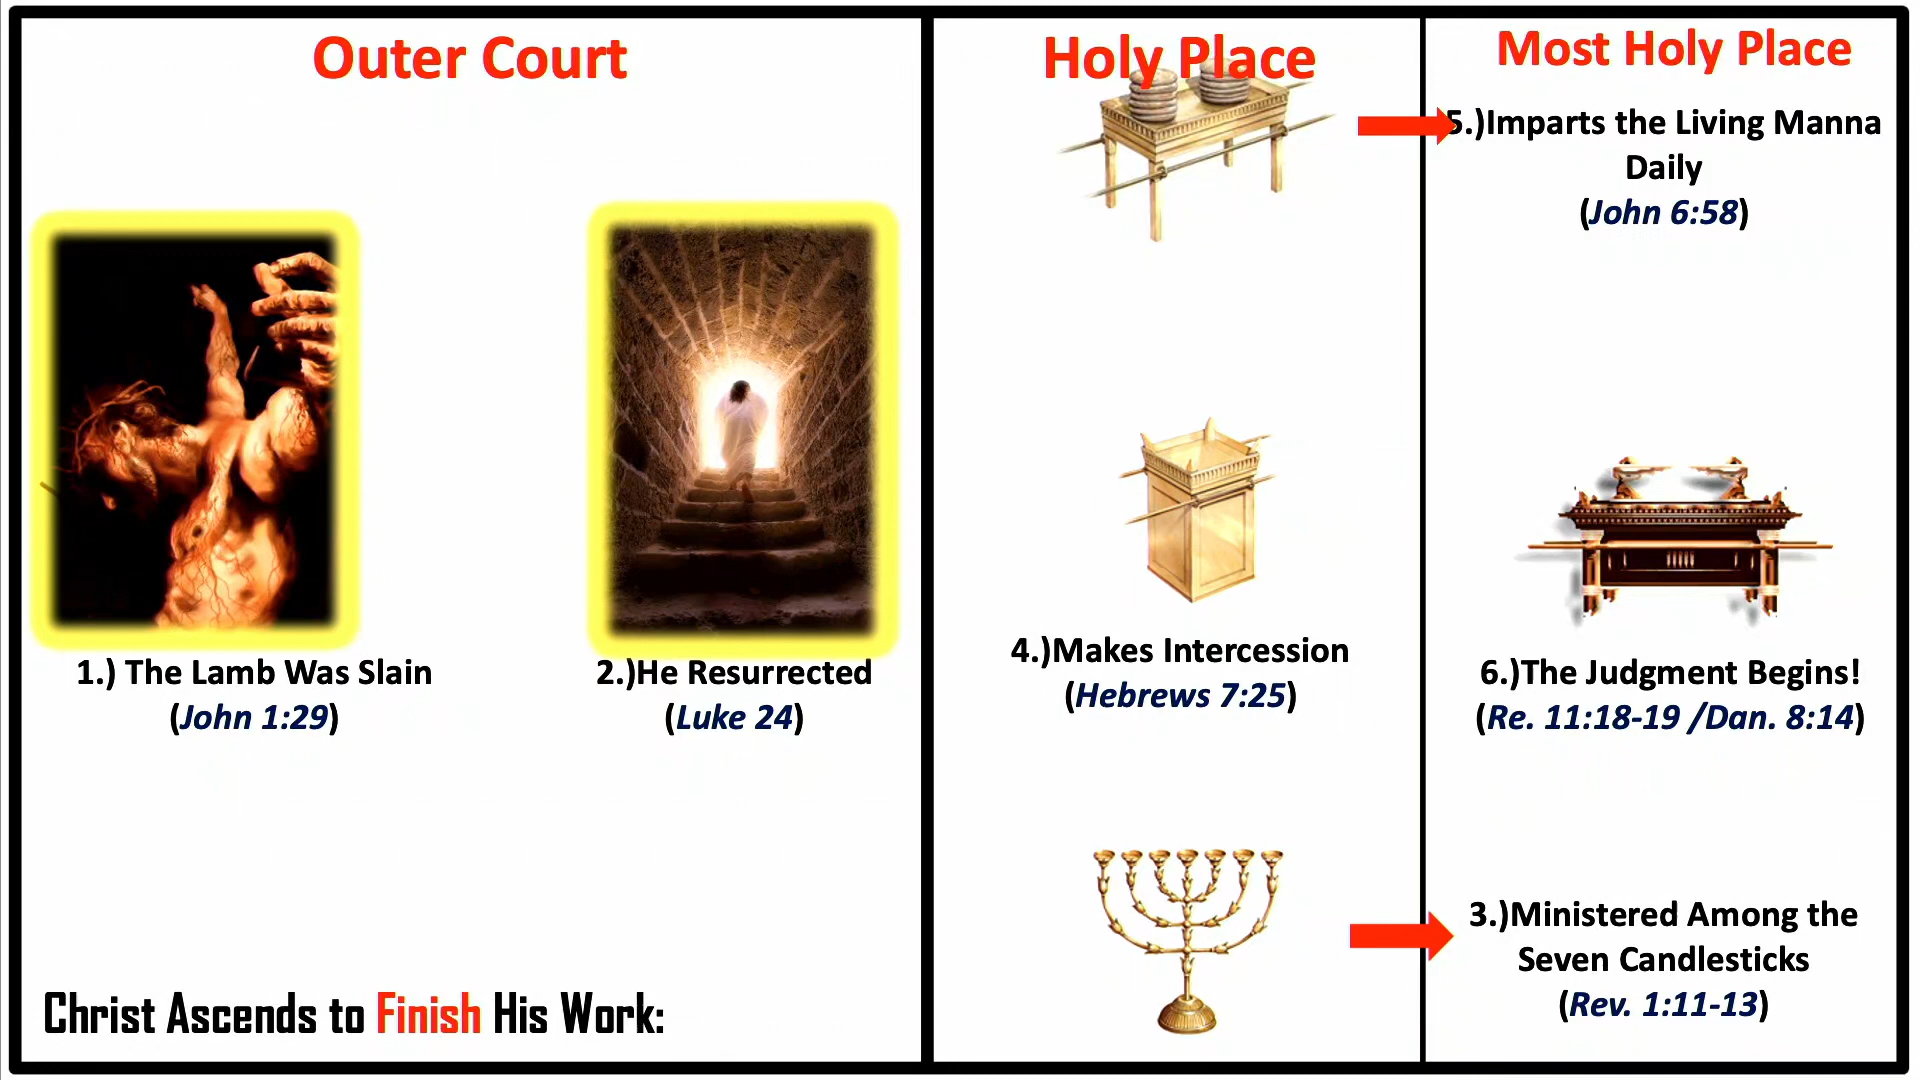 Outer Court
1.) The Lamb Was Slain
(John 1:29)
2.)He Resurrected
(Luke 24)
Christ Ascends to Finish His Work:
Holy Place
4.)Makes Intercession
(Hebrews 7:25)
Most Holy Place
5.)Imparts the Living Manna
Daily
(John 6:58)
6.)The Judgment Begins!
(Re. 11:18-19 /Dan. 8:14)
3.)Ministered Among the
Seven Candlesticks
(Rev. 1:11-13)